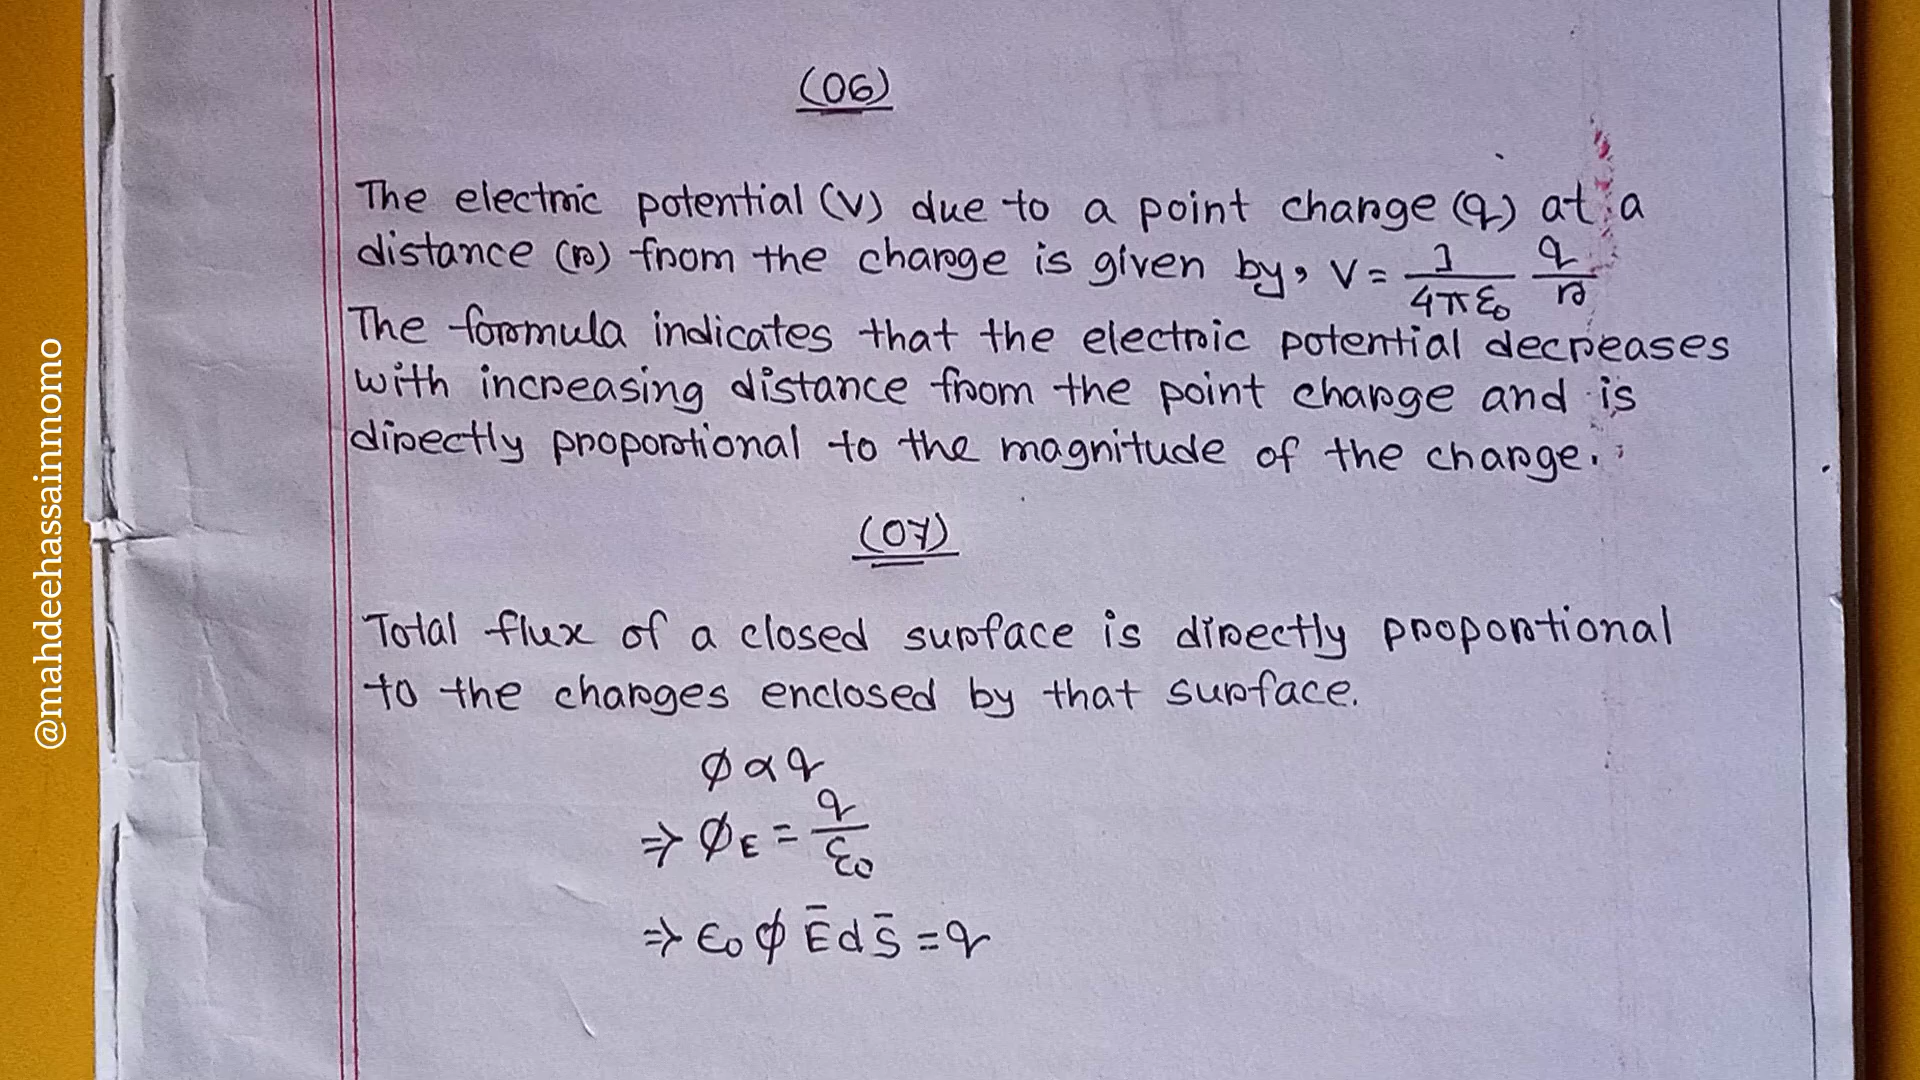 (06)
The electric potential (V) due to a point charge (q) at a
distance (r) from the charge is given by, V = 1/4πε₀ q/r
The formula indicates that the electric potential decreases
with increasing distance from the point charge and is
directly proportional to the magnitude of the charge.
(07)
Total flux of a closed surface is directly proportional
to the charges enclosed by that surface.
φ α q
⇒ φ_E = q/ε₀
⇒ ε₀ ∮ E̅ d s̅ = q
@mahdeehassainmomo